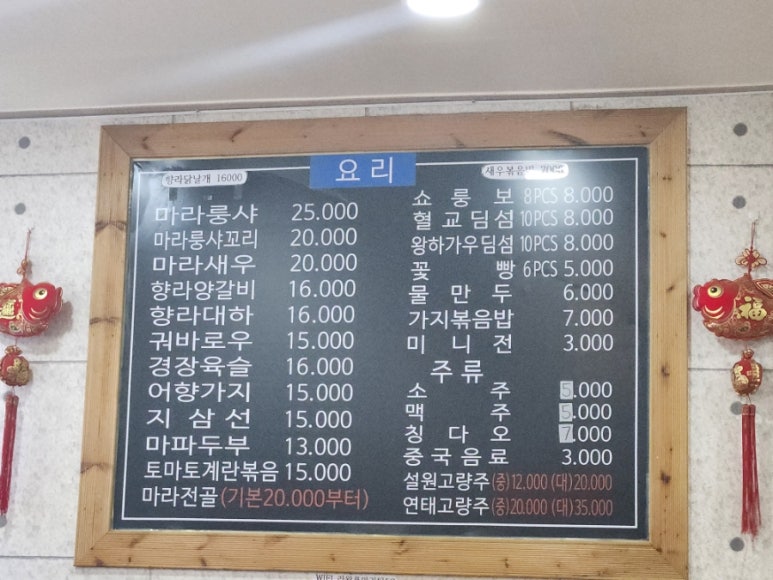 요리
향라닭날개 16000
마라룽샤 25.000
마라룽샤꼬리 20.000
마라새우 20.000
향라양갈비 16.000
향라대하 16.000
궈바로우 15.000
경장육슬 16.000
어향가지 15.000
지삼선 15.000
마파두부 13.000
토마토계란볶음 15.000
마라전골(기본20.000부터)
새우볶음밥
쇼룽보 8PCS 8.000
혈교딤섬 10PCS 8.000
왕하가우딤섬 10PCS 8.000
꽃빵 6PCS 5.000
물만두 6.000
가지볶음밥 7.000
미니전 3.000
주류
소주 5.000
맥주 5.000
칭다오 7.000
중국음료 3.000
설원고량주(중)12.000 (대)20,000
연태고량주(중)20.000 (대)35.000
福